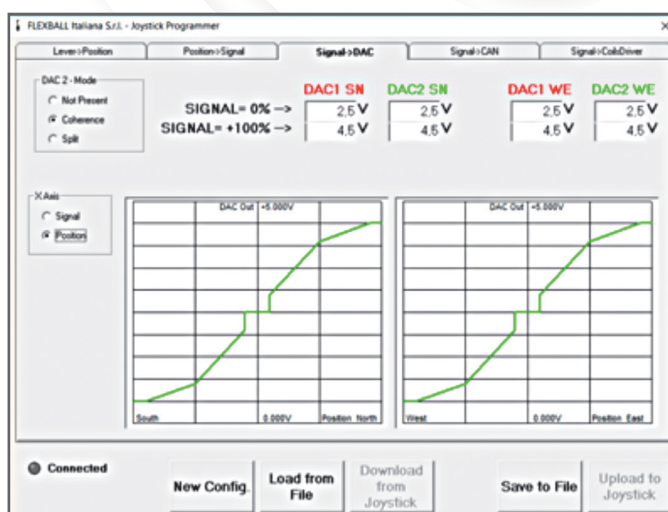 FLEXBALL Italiana S.r.l. - Joystick Programmer
Lever->Position
Position->Signal
Signal->DAC
Signal->CAN
Signal->CoilsDriver
DAC 2 - Mode
Not Present
Coherence
Split
DAC1 SN DAC2 SN DAC1 WE DAC2 WE
SIGNAL= 0% --> 2,5 V 2,5 V 2,5 V 2,5 V
SIGNAL= +100% --> 4,5 V 4,5 V 4,5 V 4,5 V
X Axis
Signal
Position
DAC Out +5.000V
South 0.000V Position North
DAC Out +5.000V
West 0.000V Position East
Connected
New Config.
Load from
File
Download
from
Joystick
Save to File
Upload to
Joystick